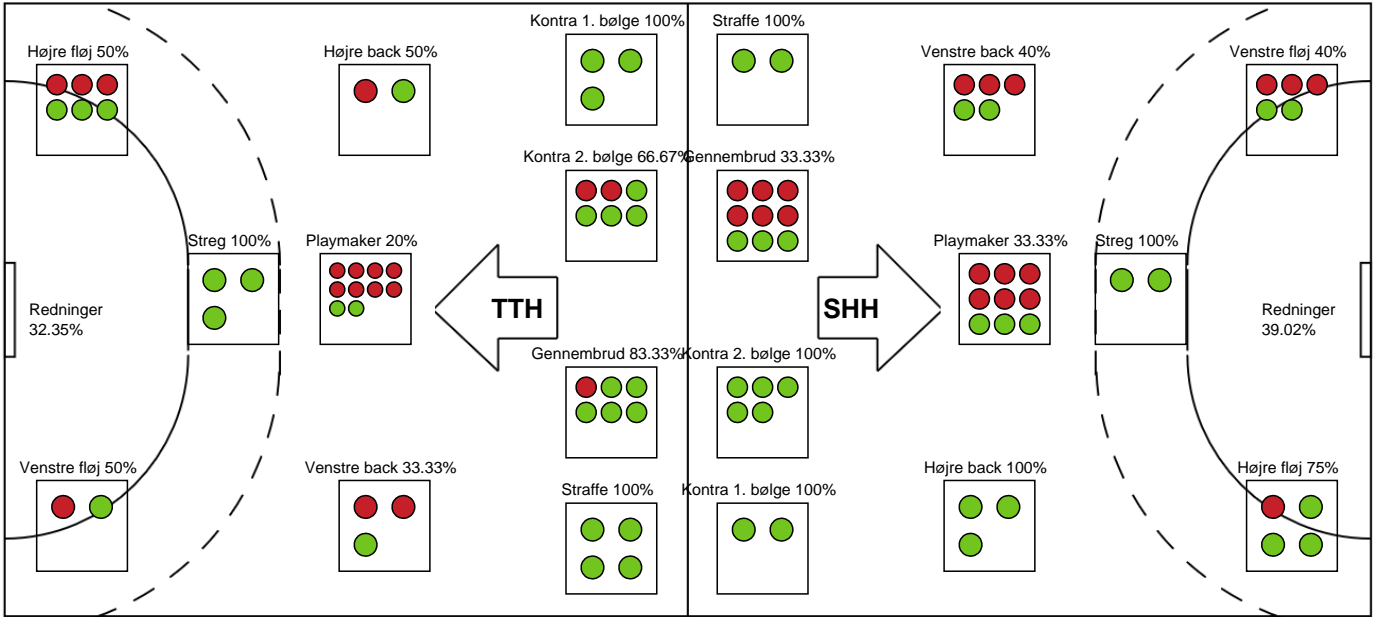 Kontra 1. bølge 100%
Straffe 100%
Højre fløj 50%
Højre back 50%
Venstre back 40%
Venstre fløj 40%
Kontra 2. bølge 66.67%
Gennembrud 33.33%
Streg 100%
Playmaker 20%
Playmaker 33.33%
Streg 100%
Redninger
32.35%
TTH
SHH
Redninger
39.02%
Gennembrud 83.33%
Kontra 2. bølge 100%
Venstre fløj 50%
Venstre back 33.33%
Straffe 100%
Kontra 1. bølge 100%
Højre back 100%
Højre fløj 75%